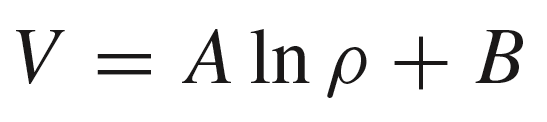 V = A ln ρ + B